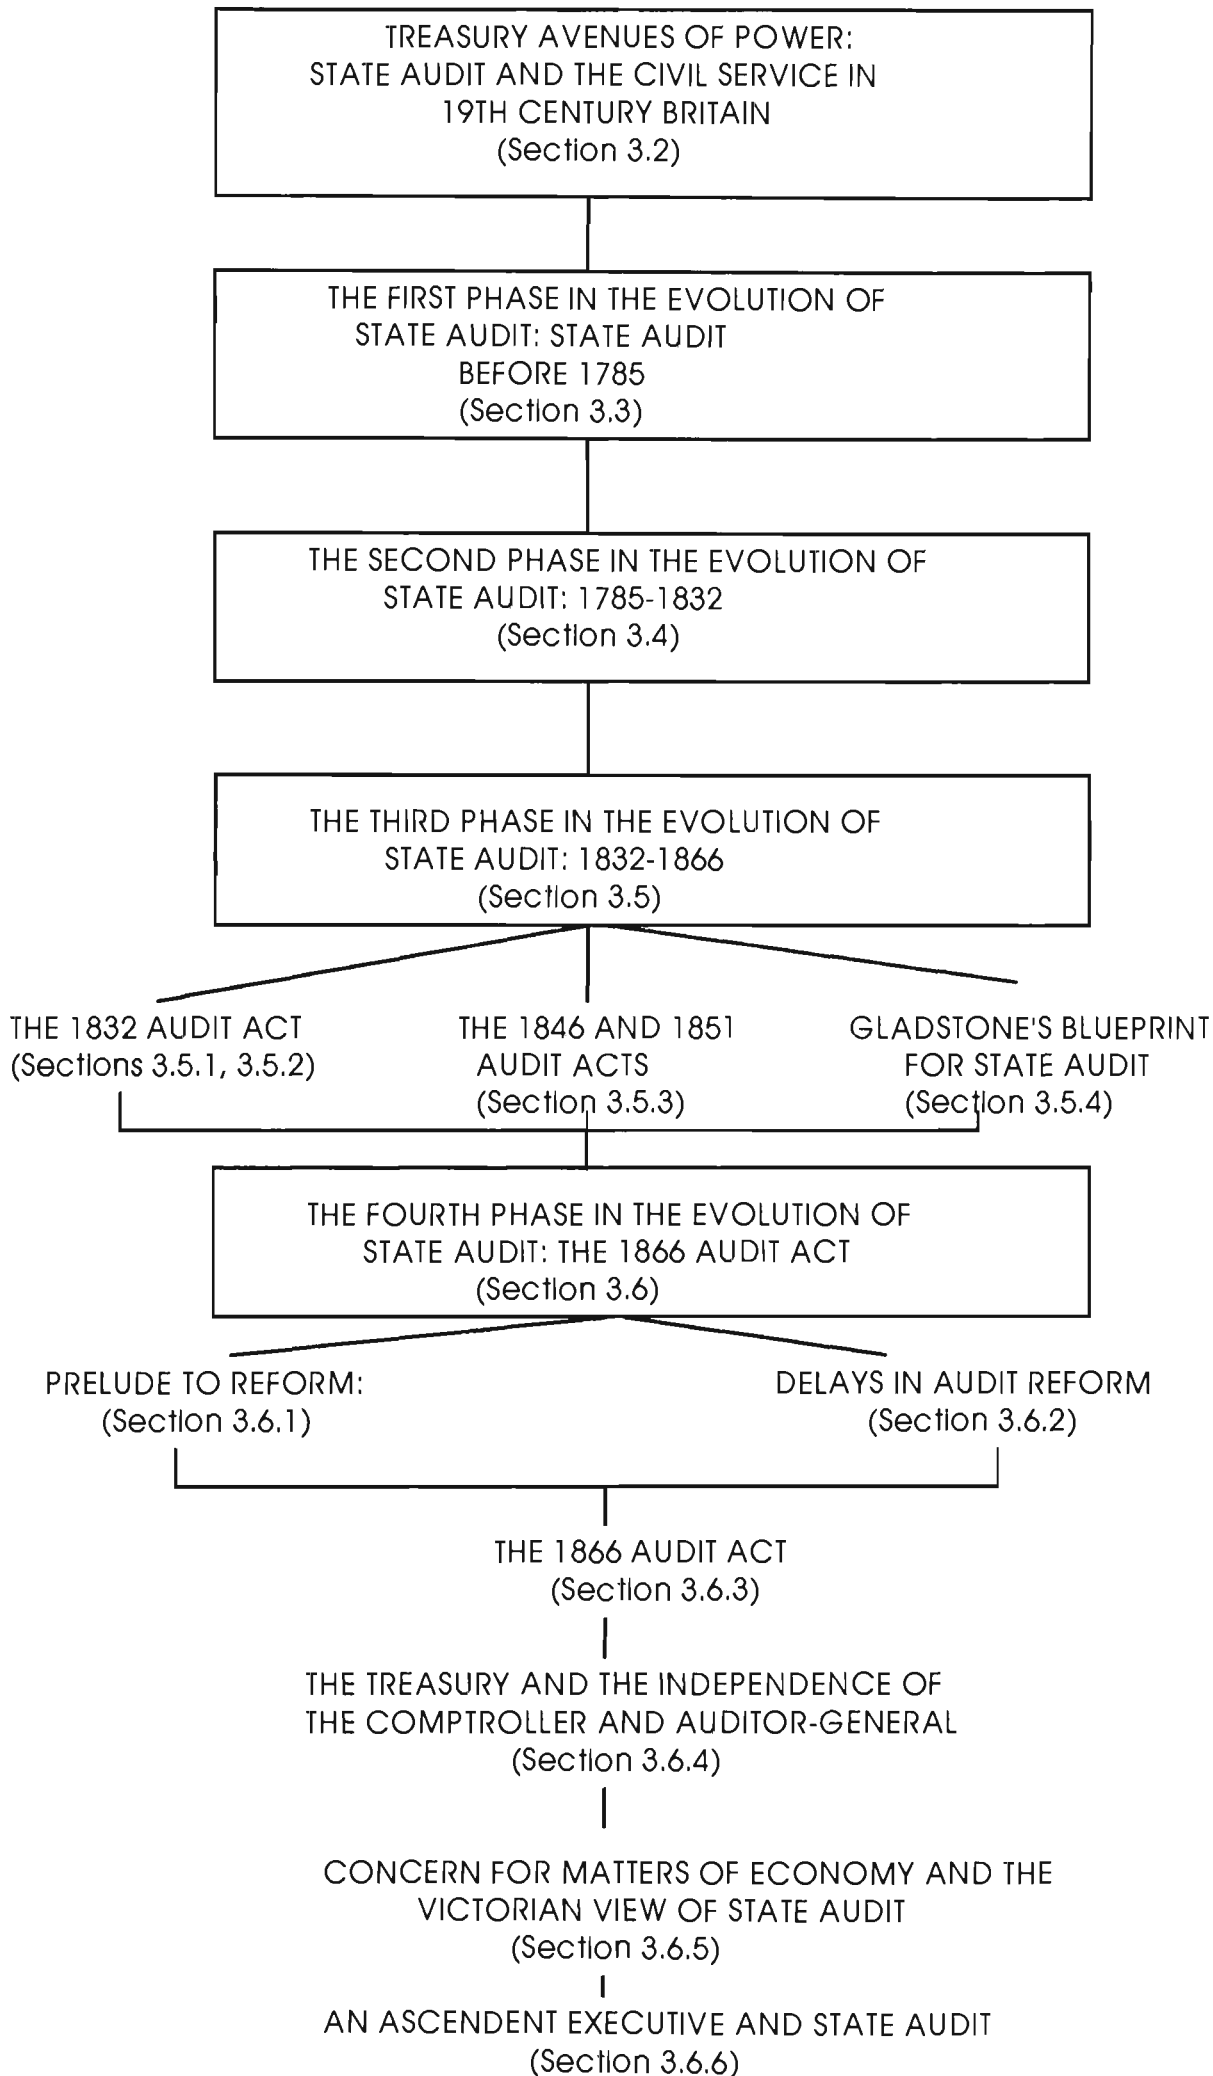 TREASURY AVENUES OF POWER:
STATE AUDIT AND THE CIVIL SERVICE IN
19TH CENTURY BRITAIN
(Section 3.2)
THE FIRST PHASE IN THE EVOLUTION OF
STATE AUDIT: STATE AUDIT
BEFORE 1785
(Section 3.3)
THE SECOND PHASE IN THE EVOLUTION OF
STATE AUDIT: 1785-1832
(Section 3.4)
THE THIRD PHASE IN THE EVOLUTION OF
STATE AUDIT: 1832-1866
(Section 3.5)
THE 1832 AUDIT ACT
(Sections 3.5.1, 3.5.2)
THE 1846 AND 1851
AUDIT ACTS
(Section 3.5.3)
GLADSTONE'S BLUEPRINT
FOR STATE AUDIT
(Section 3.5.4)
THE FOURTH PHASE IN THE EVOLUTION OF
STATE AUDIT: THE 1866 AUDIT ACT
(Section 3.6)
PRELUDE TO REFORM:
(Section 3.6.1)
DELAYS IN AUDIT REFORM
(Section 3.6.2)
THE 1866 AUDIT ACT
(Section 3.6.3)
THE TREASURY AND THE INDEPENDENCE OF
THE COMPTROLLER AND AUDITOR-GENERAL
(Section 3.6.4)
CONCERN FOR MATTERS OF ECONOMY AND THE
VICTORIAN VIEW OF STATE AUDIT
(Section 3.6.5)
AN ASCENDENT EXECUTIVE AND STATE AUDIT
(Section 3.6.6)